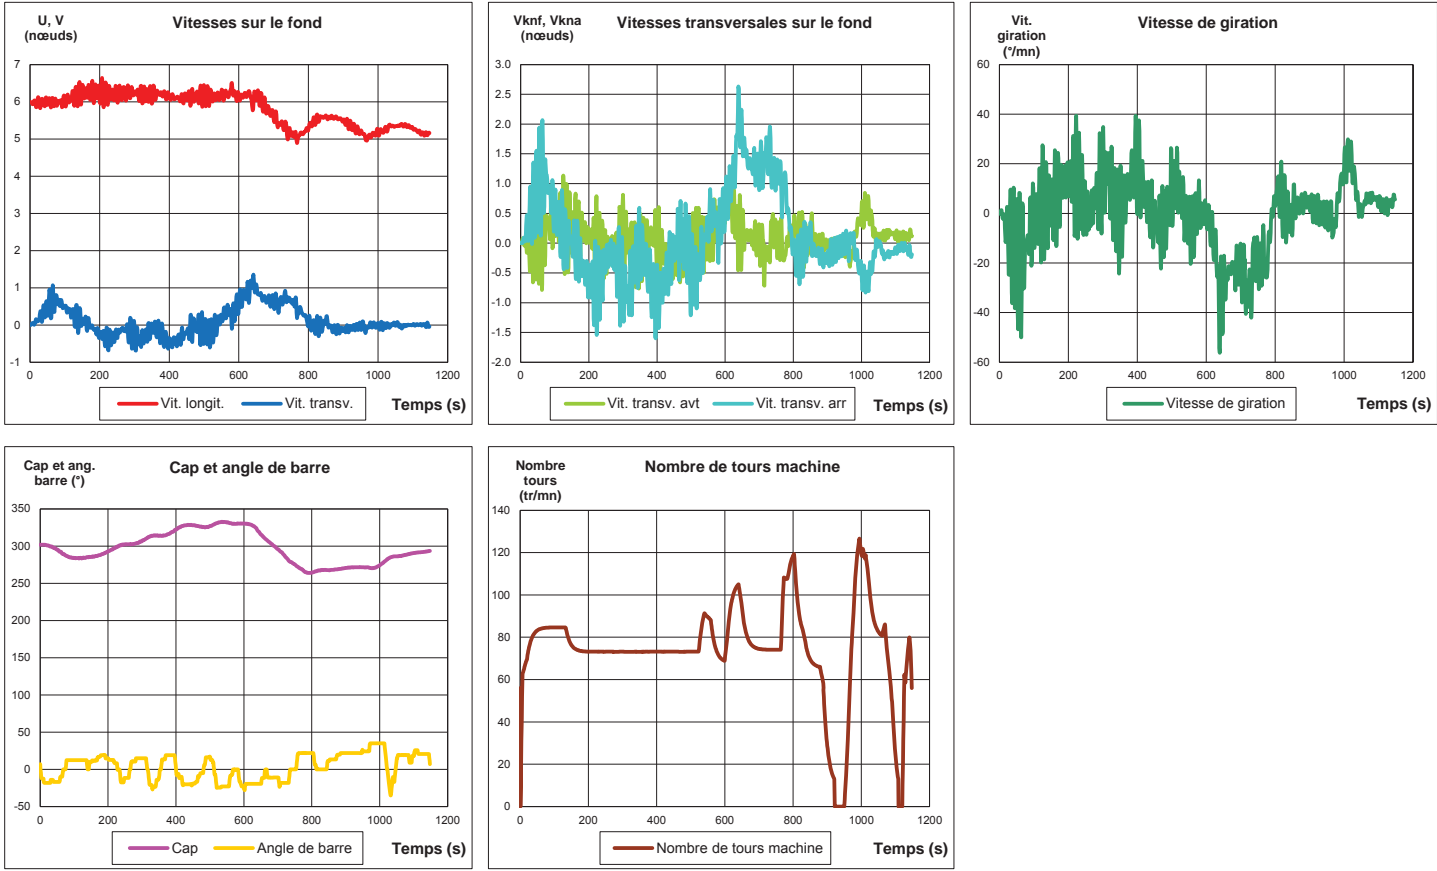 U, V
(nœuds)
Vitesses sur le fond
7
6
5
4
3
2
1
0
-1
0
200
400
600
800
1000
1200
Vit. longit.
Vit. transv.
Temps (s)
Vknf, Vkna
(nœuds)
Vitesses transversales sur le fond
3.0
2.5
2.0
1.5
1.0
0.5
0.0
-0.5
-1.0
-1.5
-2.0
0
200
400
600
800
1000
1200
Vit. transv. avt
Vit. transv. arr
Temps (s)
Vit.
giration
(°/mn)
Vitesse de giration
60
40
20
0
-20
-40
-60
0
200
400
600
800
1000
1200
Vitesse de giration
Temps (s)
Cap et ang.
barre (°)
Cap et angle de barre
350
300
250
200
150
100
50
0
-50
0
200
400
600
800
1000
1200
Cap
Angle de barre
Temps (s)
Nombre
tours
(tr/mn)
Nombre de tours machine
140
120
100
80
60
40
20
0
0
200
400
600
800
1000
1200
Nombre de tours machine
Temps (s)